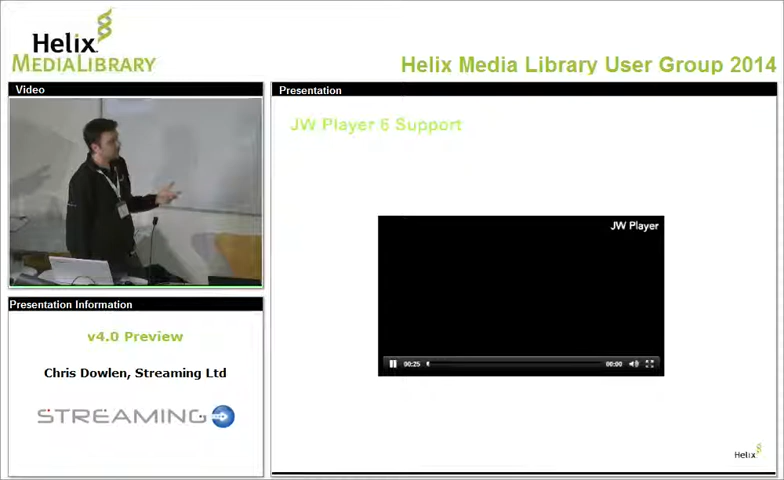 Helix
MEDIALIBRARY
Helix Media Library User Group 2014
Video
Presentation
JW Player 6 Support
JW Player
00:25
00:00
Presentation Information
v4.0 Preview
Chris Dowlen, Streaming Ltd
STREAMING
Helix